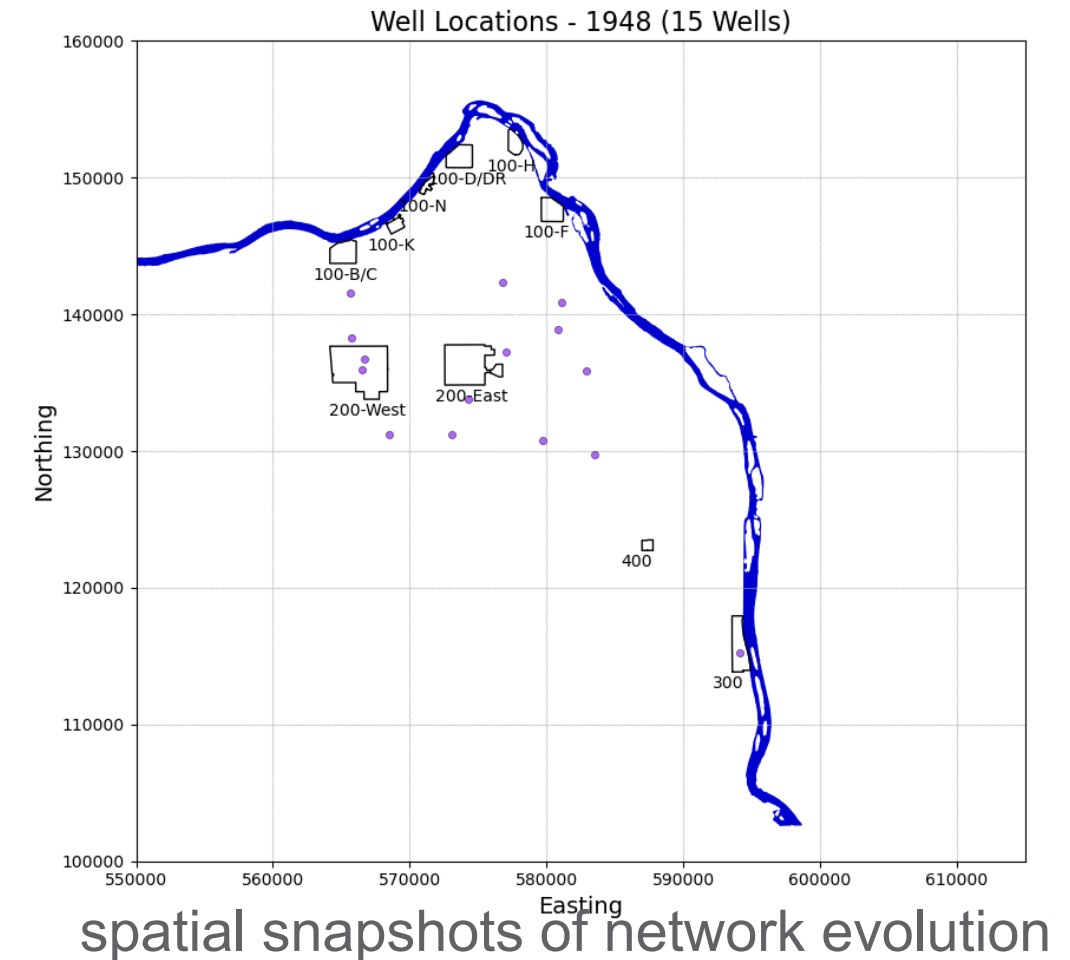 Well Locations - 1948 (15 Wells)
160000
150000
140000
130000
120000
110000
100000
Northing
100-H
100-D/DR
100-N
100-F
100-K
100-B/C
200-East
200-West
400
300
550000 560000 570000 580000 590000 600000 610000
Easting
spatial snapshots of network evolution